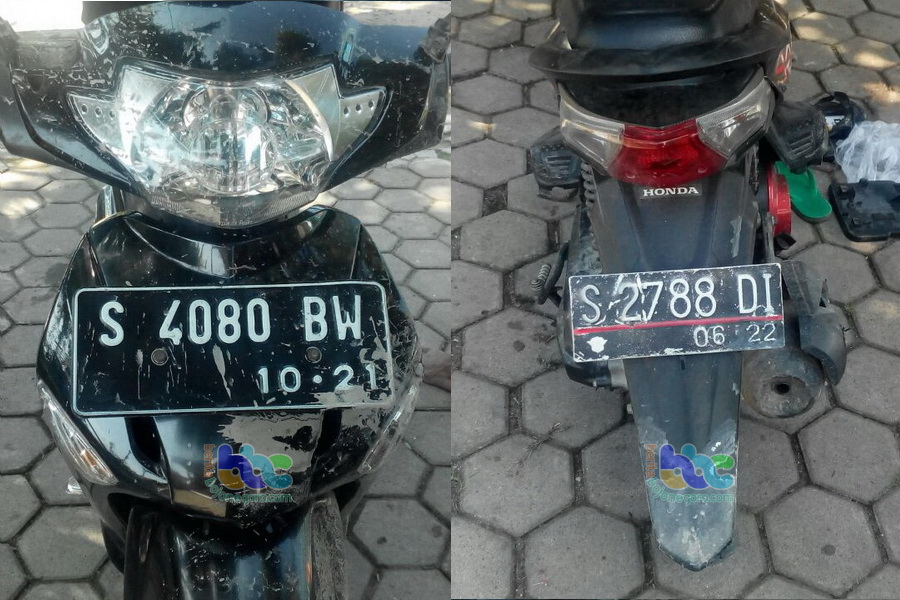 S 4080 BW
10 • 21
HONDA
S 2788 DI
06 22